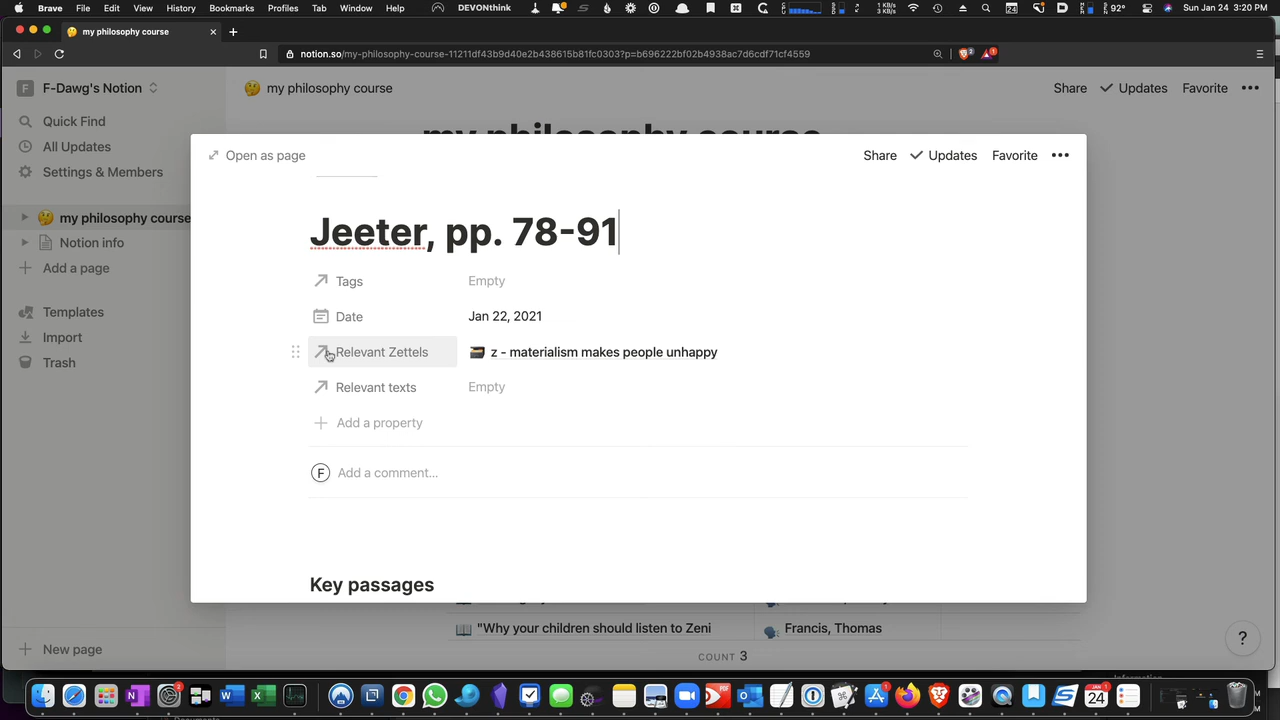 Brave File Edit View History Bookmarks Profiles Tab Window Help DEVONthink 1 KB/s 92° Sun Jan 24 3:20 PM
my philosophy course
notion.so/my-philosophy-course-11211df43b9d40e2b438615b81fc0303?p=b696222bf02b4938ac7d6cdf71cf4559
F F-Dawg's Notion
my philosophy course
Share Updates Favorite
Quick Find
All Updates
Settings & Members
my philosophy course
Notion info
Add a page
Templates
Import
Trash
New page
my philosophy course
Open as page
Share Updates Favorite
Jeeter, pp. 78-91
Tags Empty
Date Jan 22, 2021
Relevant Zettels z - materialism makes people unhappy
Relevant texts Empty
Add a property
F Add a comment...
Key passages
"Why your children should listen to Zeni Francis, Thomas
COUNT 3
?